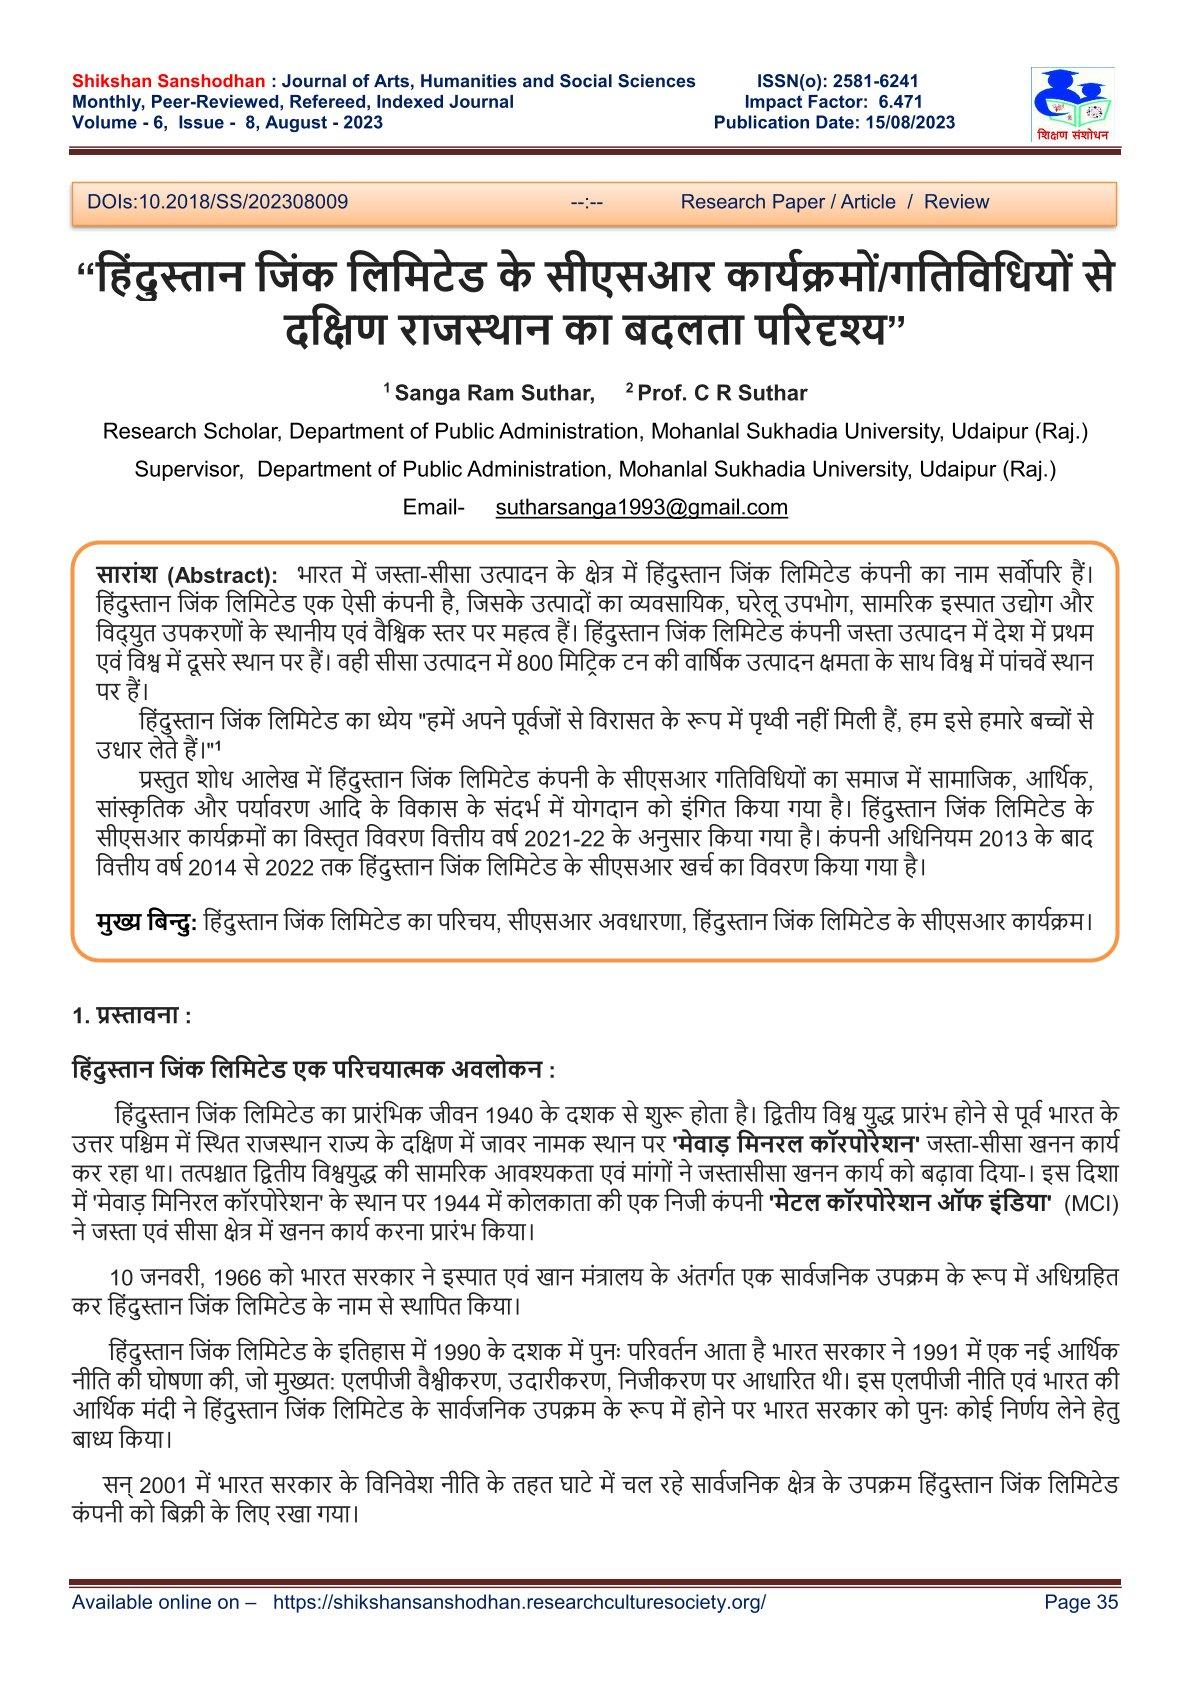 Shikshan Sanshodhan : Journal of Arts, Humanities and Social Sciences ISSN(o): 2581-6241
Monthly, Peer-Reviewed, Refereed, Indexed Journal Impact Factor: 6.471
Volume - 6, Issue - 8, August - 2023 Publication Date: 15/08/2023
शिक्षण संशोधन
DOIs:10.2018/SS/202308009 --:-- Research Paper / Article / Review
“हिंदुस्तान जिंक लिमिटेड के सीएसआर कार्यक्रमों/गतिविधियों से
दक्षिण राजस्थान का बदलता परिदृश्य”
¹ Sanga Ram Suthar, ² Prof. C R Suthar
Research Scholar, Department of Public Administration, Mohanlal Sukhadia University, Udaipur (Raj.)
Supervisor, Department of Public Administration, Mohanlal Sukhadia University, Udaipur (Raj.)
Email- sutharsanga1993@gmail.com
सारांश (Abstract): भारत में जस्ता-सीसा उत्पादन के क्षेत्र में हिंदुस्तान जिंक लिमिटेड कंपनी का नाम सर्वोपरि हैं।
हिंदुस्तान जिंक लिमिटेड एक ऐसी कंपनी है, जिसके उत्पादों का व्यवसायिक, घरेलू उपभोग, सामरिक इस्पात उद्योग और
विद्युत उपकरणों के स्थानीय एवं वैश्विक स्तर पर महत्व हैं। हिंदुस्तान जिंक लिमिटेड कंपनी जस्ता उत्पादन में देश में प्रथम
एवं विश्व में दूसरे स्थान पर हैं। वही सीसा उत्पादन में 800 मिट्रिक टन की वार्षिक उत्पादन क्षमता के साथ विश्व में पांचवें स्थान
पर हैं।
हिंदुस्तान जिंक लिमिटेड का ध्येय "हमें अपने पूर्वजों से विरासत के रूप में पृथ्वी नहीं मिली हैं, हम इसे हमारे बच्चों से
उधार लेते हैं।"¹
प्रस्तुत शोध आलेख में हिंदुस्तान जिंक लिमिटेड कंपनी के सीएसआर गतिविधियों का समाज में सामाजिक, आर्थिक,
सांस्कृतिक और पर्यावरण आदि के विकास के संदर्भ में योगदान को इंगित किया गया है। हिंदुस्तान जिंक लिमिटेड के
सीएसआर कार्यक्रमों का विस्तृत विवरण वित्तीय वर्ष 2021-22 के अनुसार किया गया है। कंपनी अधिनियम 2013 के बाद
वित्तीय वर्ष 2014 से 2022 तक हिंदुस्तान जिंक लिमिटेड के सीएसआर खर्च का विवरण किया गया है।
मुख्य बिन्दु: हिंदुस्तान जिंक लिमिटेड का परिचय, सीएसआर अवधारणा, हिंदुस्तान जिंक लिमिटेड के सीएसआर कार्यक्रम।
1. प्रस्तावना :
हिंदुस्तान जिंक लिमिटेड एक परिचयात्मक अवलोकन :
हिंदुस्तान जिंक लिमिटेड का प्रारंभिक जीवन 1940 के दशक से शुरू होता है। द्वितीय विश्व युद्ध प्रारंभ होने से पूर्व भारत के
उत्तर पश्चिम में स्थित राजस्थान राज्य के दक्षिण में जावर नामक स्थान पर 'मेवाड़ मिनरल कॉरपोरेशन' जस्ता-सीसा खनन कार्य
कर रहा था। तत्पश्चात द्वितीय विश्वयुद्ध की सामरिक आवश्यकता एवं मांगों ने जस्तासीसा खनन कार्य को बढ़ावा दिया-। इस दिशा
में 'मेवाड़ मिनिरल कॉरपोरेशन' के स्थान पर 1944 में कोलकाता की एक निजी कंपनी 'मेटल कॉरपोरेशन ऑफ इंडिया' (MCI)
ने जस्ता एवं सीसा क्षेत्र में खनन कार्य करना प्रारंभ किया।
10 जनवरी, 1966 को भारत सरकार ने इस्पात एवं खान मंत्रालय के अंतर्गत एक सार्वजनिक उपक्रम के रूप में अधिग्रहित
कर हिंदुस्तान जिंक लिमिटेड के नाम से स्थापित किया।
हिंदुस्तान जिंक लिमिटेड के इतिहास में 1990 के दशक में पुनः परिवर्तन आता है भारत सरकार ने 1991 में एक नई आर्थिक
नीति की घोषणा की, जो मुख्यत: एलपीजी वैश्वीकरण, उदारीकरण, निजीकरण पर आधारित थी। इस एलपीजी नीति एवं भारत की
आर्थिक मंदी ने हिंदुस्तान जिंक लिमिटेड के सार्वजनिक उपक्रम के रूप में होने पर भारत सरकार को पुनः कोई निर्णय लेने हेतु
बाध्य किया।
सन् 2001 में भारत सरकार के विनिवेश नीति के तहत घाटे में चल रहे सार्वजनिक क्षेत्र के उपक्रम हिंदुस्तान जिंक लिमिटेड
कंपनी को बिक्री के लिए रखा गया।
Available online on – https://shikshansanshodhan.researchculturesociety.org/ Page 35